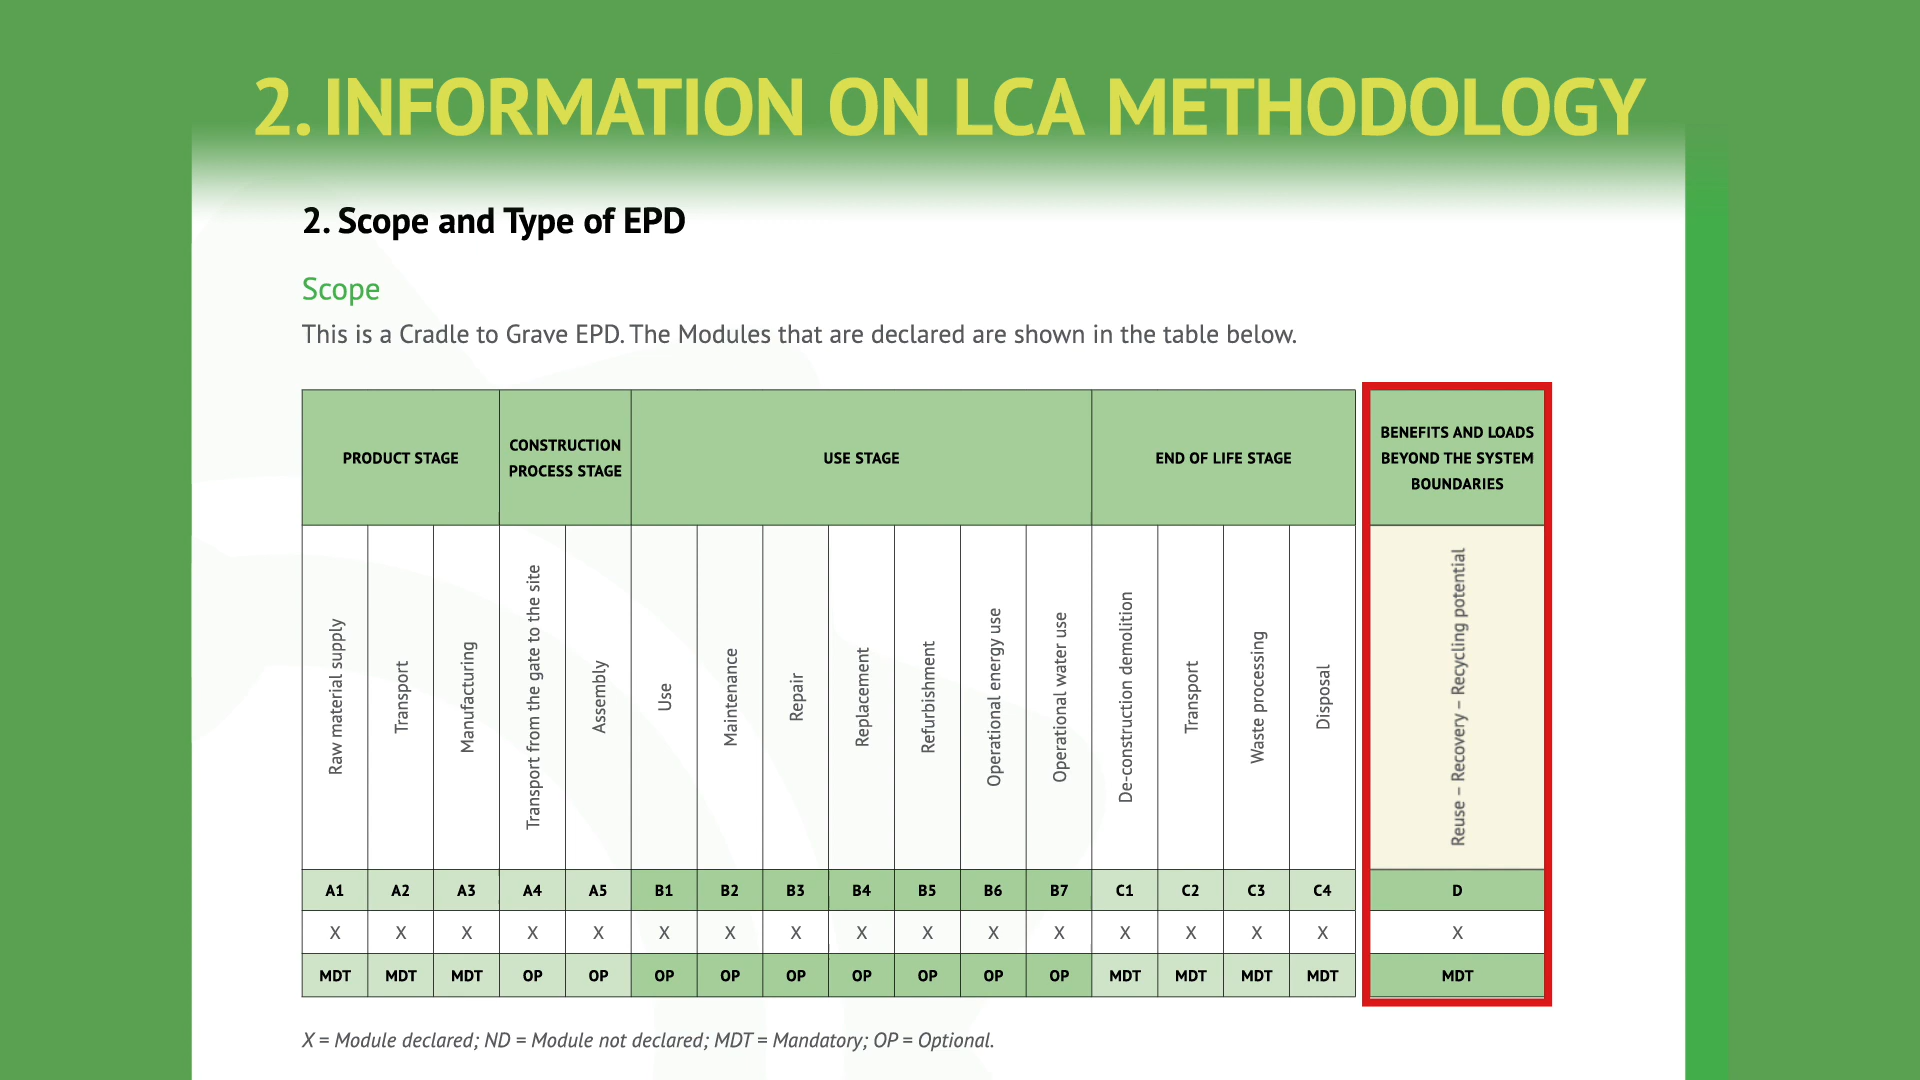 2. INFORMATION ON LCA METHODOLOGY
2. Scope and Type of EPD
Scope
This is a Cradle to Grave EPD. The Modules that are declared are shown in the table below.
PRODUCT STAGE
CONSTRUCTION
PROCESS STAGE
USE STAGE
END OF LIFE STAGE
BENEFITS AND LOADS
BEYOND THE SYSTEM
BOUNDARIES
Raw material supply
Transport
Manufacturing
Transport from the gate to the site
Assembly
Use
Maintenance
Repair
Replacement
Refurbishment
Operational energy use
Operational water use
De-construction demolition
Transport
Waste processing
Disposal
Reuse – Recovery – Recycling potential
A1 A2 A3 A4 A5 B1 B2 B3 B4 B5 B6 B7 C1 C2 C3 C4 D
X X X X X X X X X X X X X X X X X
MDT MDT MDT OP OP OP OP OP OP OP OP OP MDT MDT MDT MDT MDT
X = Module declared; ND = Module not declared; MDT = Mandatory; OP = Optional.